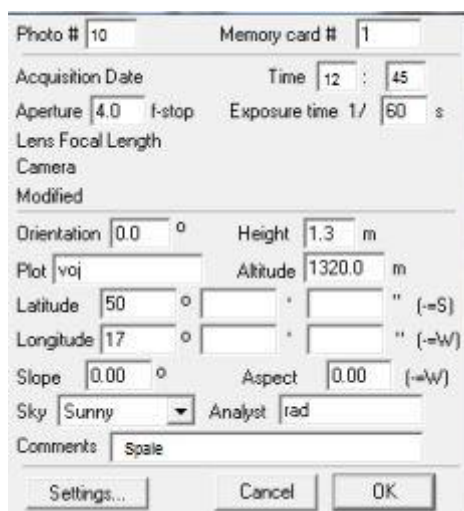 Photo # 10 Memory card # 1
Acquisition Date Time 12 : 45
Aperture 4.0 f-stop Exposure time 1/ 60 s
Lens Focal Length
Camera
Modified
Orientation 0.0 ° Height 1.3 m
Plot voj Altitude 1320.0 m
Latitude 50 ° ' " (-=S)
Longitude 17 ° ' " (-=W)
Slope 0.00 ° Aspect 0.00 (-=W)
Sky Sunny Analyst rad
Comments Spale
Settings... Cancel OK